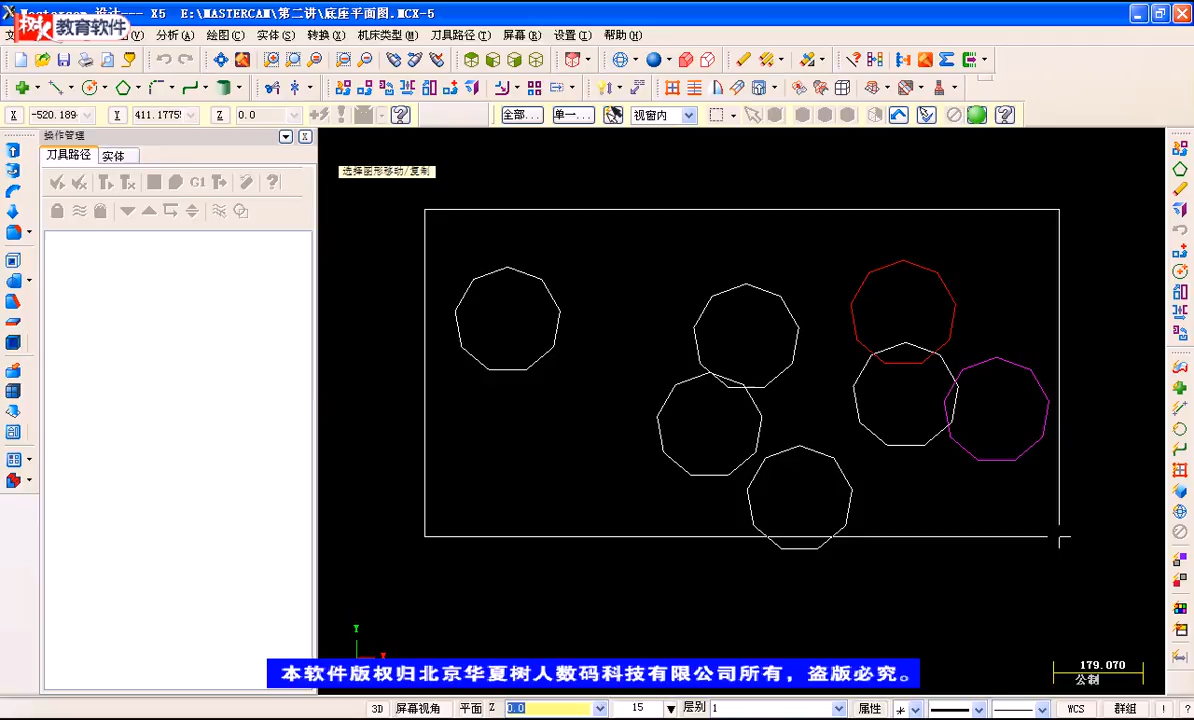 Mastercam 设计--- X5 E:\MASTERCAM\第二讲\底座平面图.MCX-5
树人 教育软件
分析(A) 绘图(C) 实体(S) 转换(X) 机床类型(M) 刀具路径(T) 屏幕(R) 设置(I) 帮助(H)
X -520.189 Y 411.1775 Z 0.0 全部... 单一... 视窗内
操作管理
刀具路径 实体
G1
选择图形移动/复制
Y
179.070
公制
本软件版权归北京华夏树人数码科技有限公司所有，盗版必究。
3D 屏幕视角 平面 Z 0.0 15 层别 1 属性 WCS 群组 ! ?